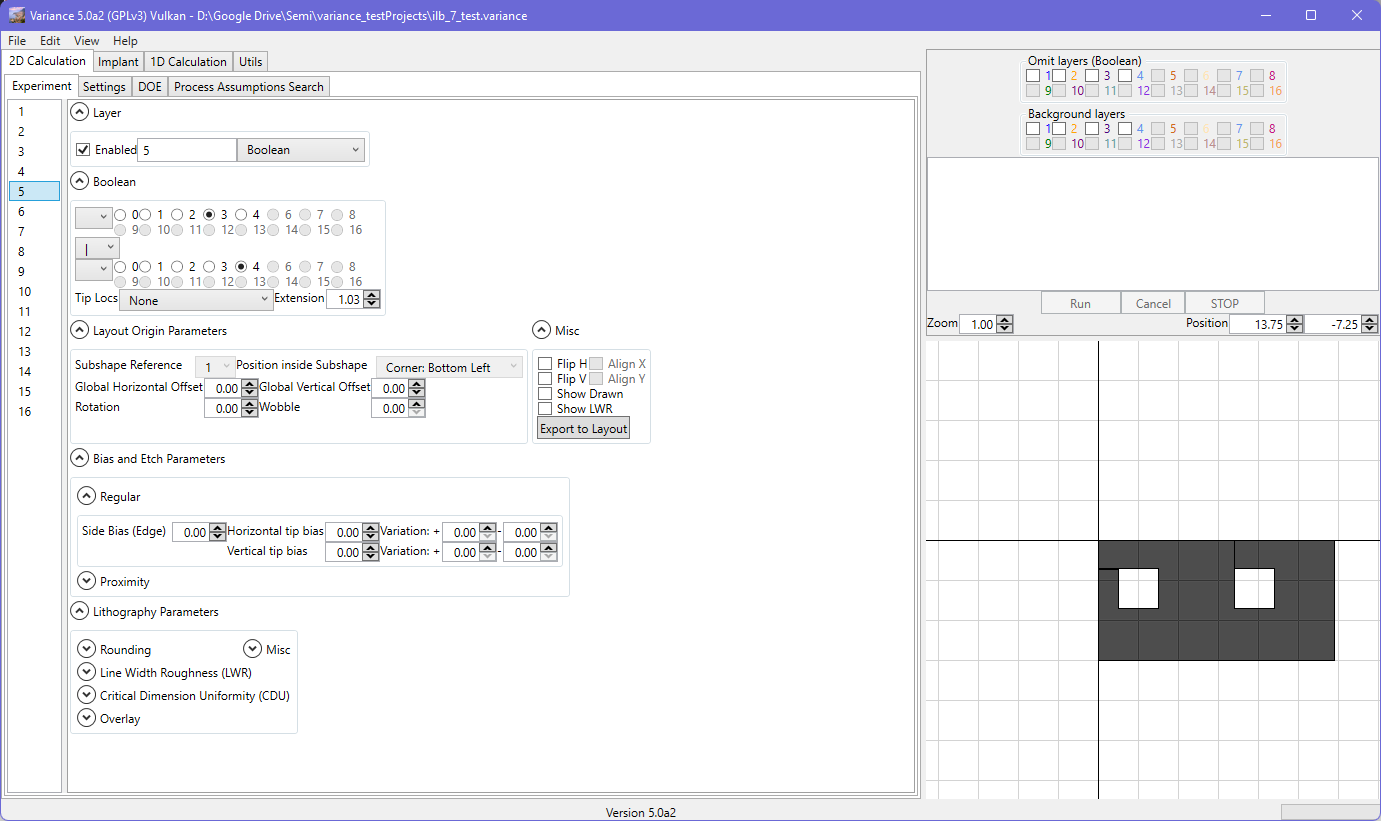 Variance 5.0a2 (GPLv3) Vulkan - D:\Google Drive\Semi\variance_testProjects\ilb_7_test.variance
File Edit View Help
2D Calculation Implant 1D Calculation Utils
Experiment Settings DOE Process Assumptions Search
1
2
3
4
5
6
7
8
9
10
11
12
13
14
15
16
Layer
Enabled 5 Boolean
Boolean
0 1 2 3 4 6 7 8
9 10 11 12 13 14 15 16
|
0 1 2 3 4 6 7 8
9 10 11 12 13 14 15 16
Tip Locs None Extension 1.03
Layout Origin Parameters
Subshape Reference 1 Position inside Subshape Corner: Bottom Left
Global Horizontal Offset 0.00 Global Vertical Offset 0.00
Rotation 0.00 Wobble 0.00
Misc
Flip H Align X
Flip V Align Y
Show Drawn
Show LWR
Export to Layout
Bias and Etch Parameters
Regular
Side Bias (Edge) 0.00 Horizontal tip bias 0.00 Variation: + 0.00 - 0.00
Vertical tip bias 0.00 Variation: + 0.00 - 0.00
Proximity
Lithography Parameters
Rounding Misc
Line Width Roughness (LWR)
Critical Dimension Uniformity (CDU)
Overlay
Omit layers (Boolean)
1 2 3 4 5 6 7 8
9 10 11 12 13 14 15 16
Background layers
1 2 3 4 5 6 7 8
9 10 11 12 13 14 15 16
Run Cancel STOP
Zoom 1.00 Position 13.75 -7.25
Version 5.0a2